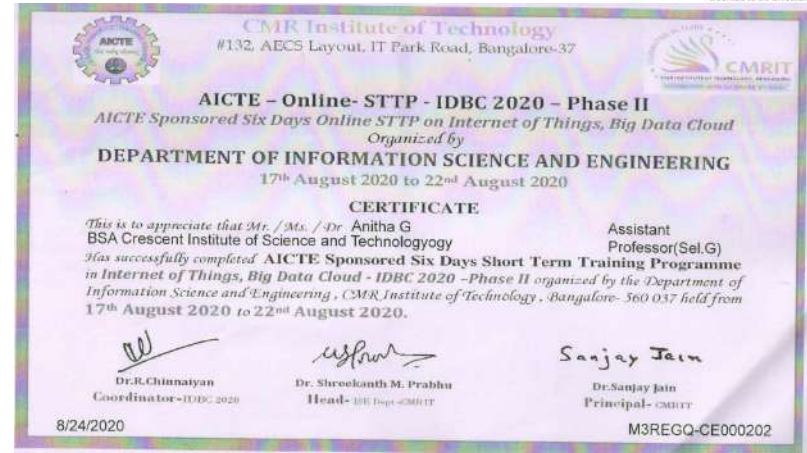 CMR Institute of Technology
#132, AECS Layout, IT Park Road, Bangalore-37
AICTE
CMRIT
AICTE – Online- STTP - IDBC 2020 – Phase II
AICTE Sponsored Six Days Online STTP on Internet of Things, Big Data Cloud
Organized by
DEPARTMENT OF INFORMATION SCIENCE AND ENGINEERING
17th August 2020 to 22nd August 2020
CERTIFICATE
This is to appreciate that Mr. / Ms. / Dr Anitha G Assistant
BSA Crescent Institute of Science and Technologyogy Professor(Sel.G)
Has successfully completed AICTE Sponsored Six Days Short Term Training Programme
in Internet of Things, Big Data Cloud - IDBC 2020 –Phase II organized by the Department of
Information Science and Engineering , CMR Institute of Technology , Bangalore- 560 037 held from
17th August 2020 to 22nd August 2020.
Sanjay Jain
Dr.R.Chinnaiyan Dr. Shreekanth M. Prabhu Dr.Sanjay Jain
Coordinator-IDBC 2020 Head- ISE Dept -CMRIT Principal- CMRIT
8/24/2020 M3REGQ-CE000202